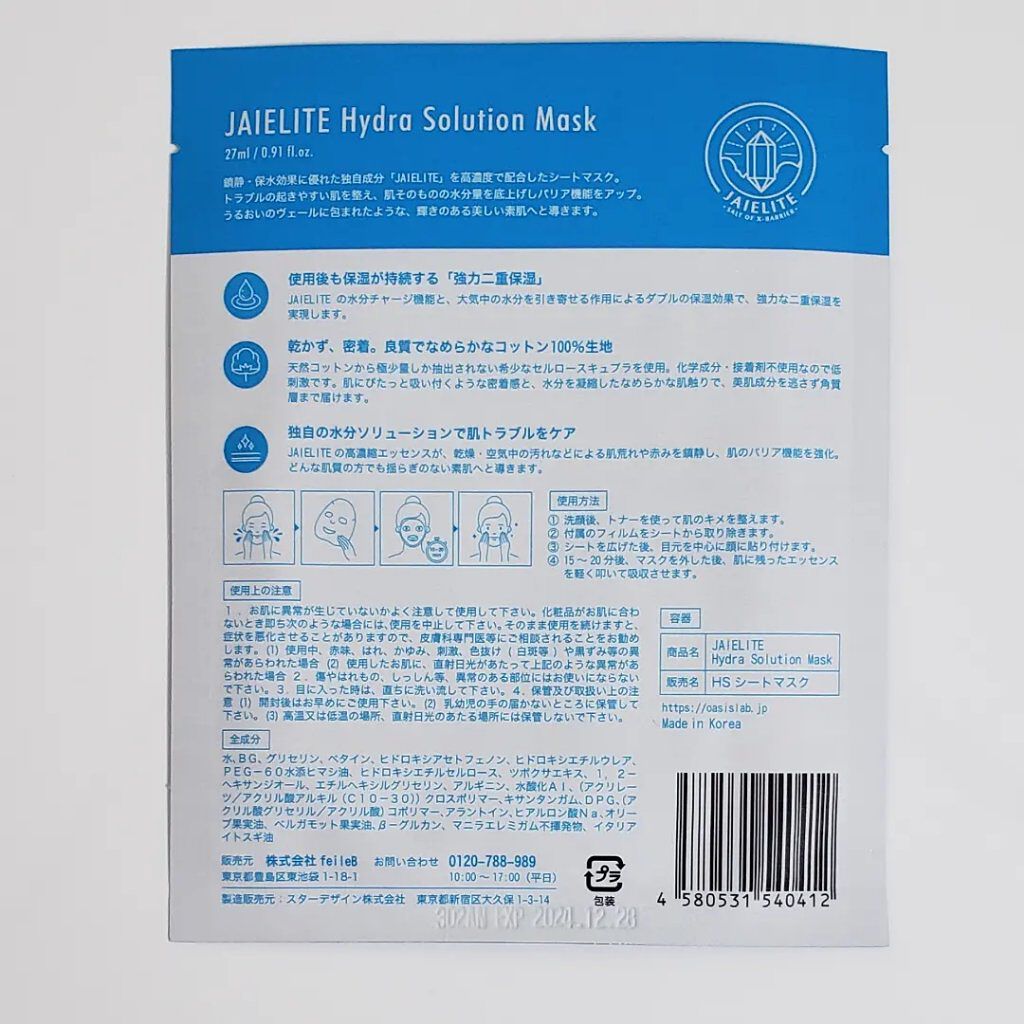 JAIELITE Hydra Solution Mask
27ml / 0.91 fl.oz.
鎮静・保水効果に優れた独自成分「JAIELITE」を高濃度で配合したシートマスク。
トラブルの起きやすい肌を整え、肌そのものの水分量を底上げしバリア機能をアップ。
うるおいのヴェールに包まれたような、輝きのある美しい素肌へと導きます。
JAIELITE
・SALT OF X-BARRIER・
使用後も保湿が持続する「強力二重保湿」
JAIELITE の水分チャージ機能と、大気中の水分を引き寄せる作用によるダブルの保湿効果で、強力な二重保湿を
実現します。
乾かず、密着。良質でなめらかなコットン100%生地
天然コットンから極少量しか抽出されない希少なセルロースキュプラを使用。化学成分・接着剤不使用なので低
刺激です。肌にぴたっと吸い付くような密着感と、水分を凝縮したなめらかな肌触りで、美肌成分を逃さず角質
層まで届けます。
独自の水分ソリューションで肌トラブルをケア
JAIELITEの高濃縮エッセンスが、乾燥・空気中の汚れなどによる肌荒れや赤みを鎮静し、肌のバリア機能を強化。
どんな肌質の方でも揺らぎのない素肌へと導きます。
使用方法
① 洗顔後、トナーを使って肌のキメを整えます。
② 付属のフィルムをシートから取り除きます。
③ シートを広げた後、目元を中心に顔に貼り付けます。
④ 15~20分後、マスクを外した後、肌に残ったエッセンス
を軽く叩いて吸収させます。
使用上の注意
1．お肌に異常が生じていないかよく注意して使用して下さい。化粧品がお肌に合わ
ないとき即ち次のような場合には、使用を中止して下さい。そのまま使用を続けますと、
症状を悪化させることがありますので、皮膚科専門医等にご相談されることをお勧め
します。(1) 使用中、赤味、はれ、かゆみ、刺激、色抜け ( 白斑等 ) や黒ずみ等の異
常があらわれた場合 (2) 使用したお肌に、直射日光があたって上記のような異常があ
らわれた場合 2．傷やはれもの、しっしん等、異常のある部位にはお使いにならない
で下さい。3．目に入った時は、直ちに洗い流して下さい。4．保管及び取扱い上の注
意 (1) 開封後はお早めにご使用下さい。(2) 乳幼児の手の届かないところに保管して
下さい。(3) 高温又は低温の場所、直射日光のあたる場所には保管しないで下さい。
容器
商品名 JAIELITE
Hydra Solution Mask
販売名 HS シートマスク
https://oasislab.jp
Made in Korea
全成分
水、BG、グリセリン、ベタイン、ヒドロキシアセトフェノン、ヒドロキシエチルウレア、
PEG－60水添ヒマシ油、ヒドロキシエチルセルロース、ツボクサエキス、1，2－
ヘキサンジオール、エチルヘキシルグリセリン、アルギニン、水酸化AI、(アクリレー
ツ／アクリル酸アルキル（C10－30)) クロスポリマー、キサンタンガム、DPG、(ア
クリル酸グリセリル／アクリル酸) コポリマー、アラントイン、ヒアルロン酸Na、オリー
ブ果実油、ベルガモット果実油、β－グルカン、マニラエレミガム不揮発物、イタリア
イトスギ油
販売元 株式会社 feileB お問い合わせ 0120-788-989
東京都豊島区東池袋 1-18-1 10:00～17:00（平日）
製造販売元：スターデザイン株式会社 東京都新宿区大久保 1-3-14
プラ
包装
4 580531 540412
302AN EXP 2024.12.28